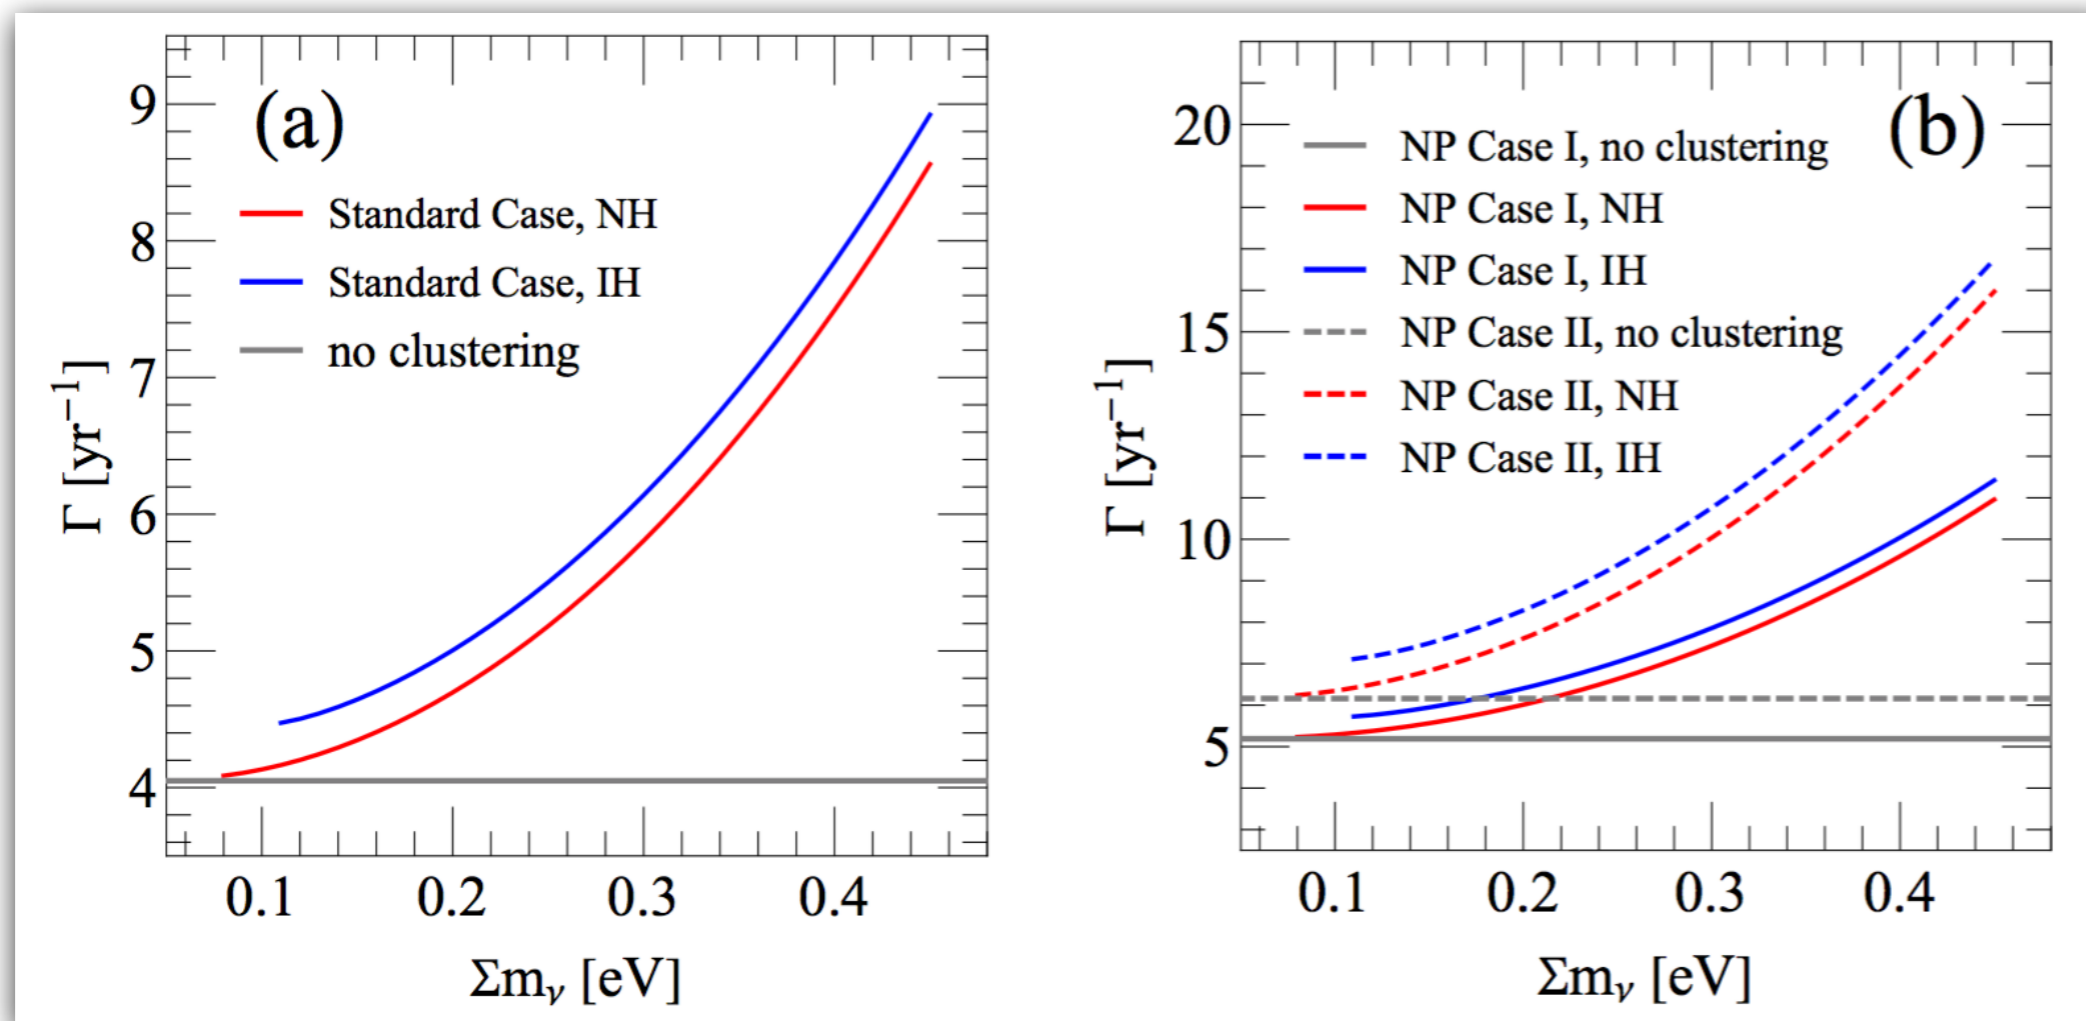 (a)
Standard Case, NH
Standard Case, IH
no clustering
9
8
7
6
5
4
Γ [yr⁻¹]
0.1 0.2 0.3 0.4
Σmᵥ [eV]
(b)
NP Case I, no clustering
NP Case I, NH
NP Case I, IH
NP Case II, no clustering
NP Case II, NH
NP Case II, IH
20
15
10
5
Γ [yr⁻¹]
0.1 0.2 0.3 0.4
Σmᵥ [eV]